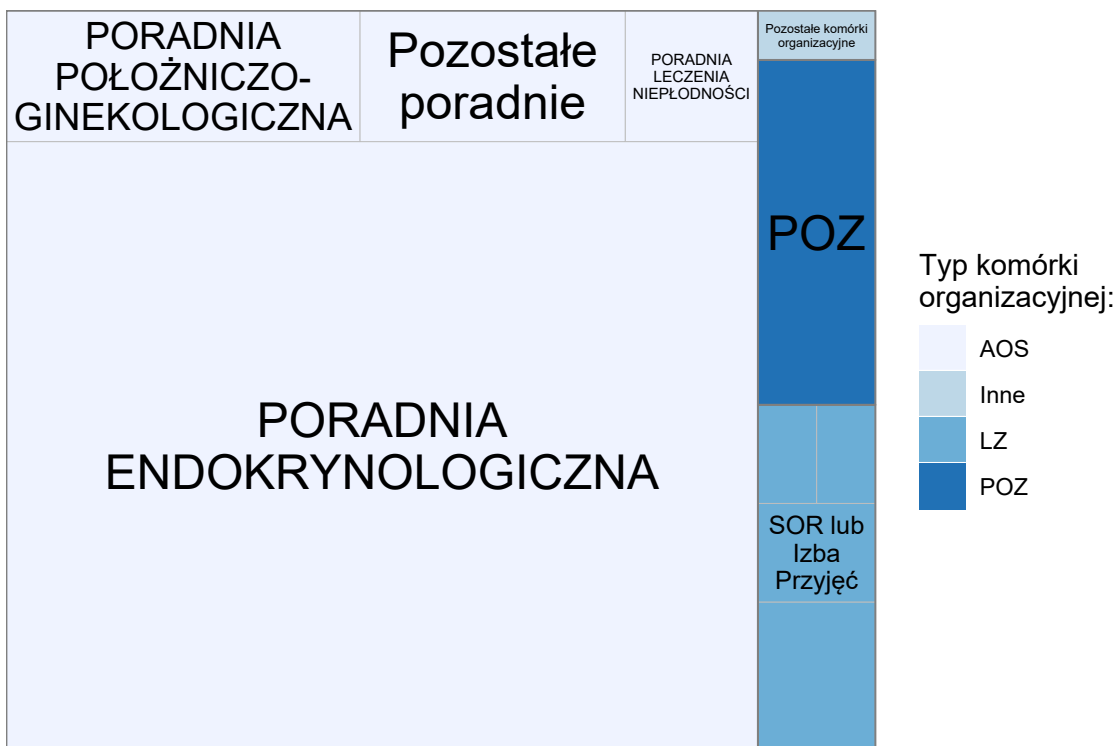 PORADNIA
POŁOŻNICZO-
GINEKOLOGICZNA
Pozostałe
poradnie
PORADNIA
LECZENIA
NIEPŁODNOŚCI
Pozostałe komórki
organizacyjne
POZ
PORADNIA
ENDOKRYNOLOGICZNA
SOR lub
Izba
Przyjęć
Typ komórki
organizacyjnej:
AOS
Inne
LZ
POZ